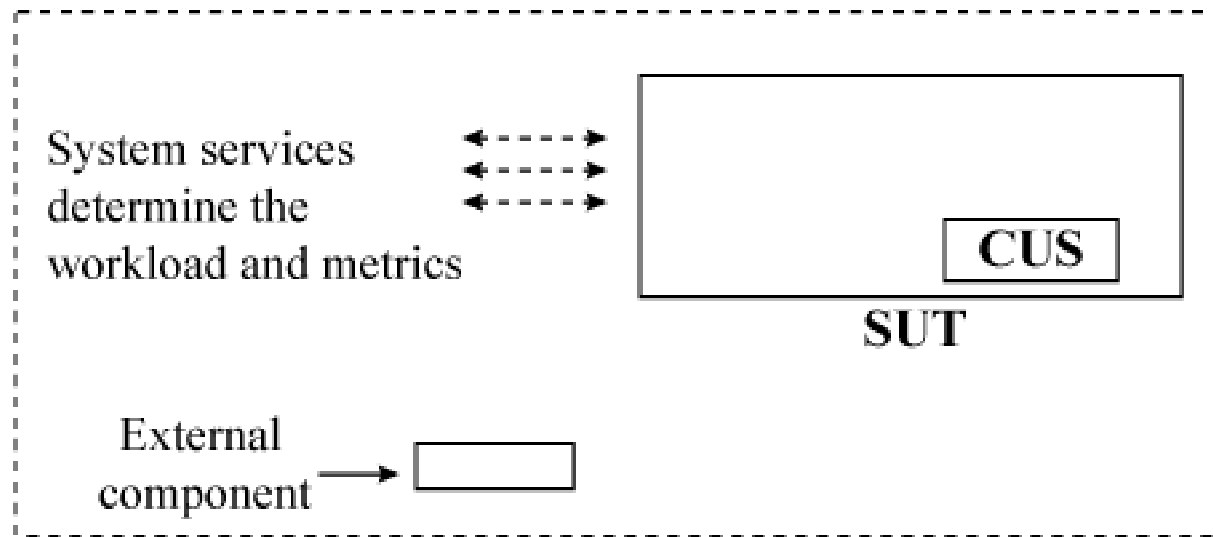 System services
determine the
workload and metrics
CUS
SUT
External
component